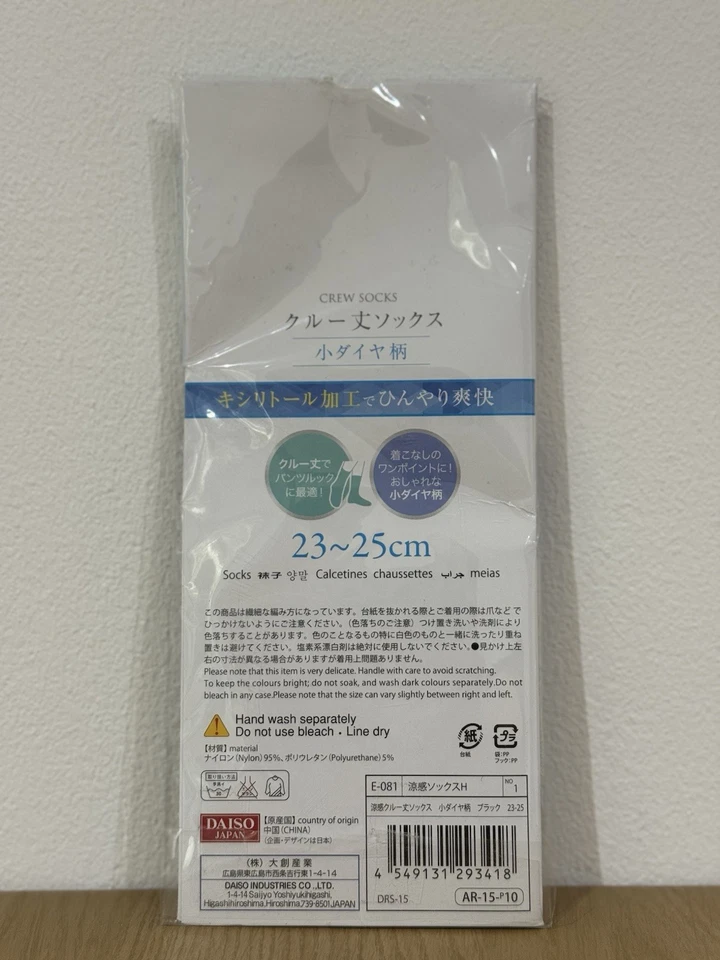 CREW SOCKS
クルー丈ソックス
小ダイヤ柄
キシリトール加工でひんやり爽快
クルー丈で
パンツルック
に最適!
着こなしの
ワンポイントに!
おしゃれな
小ダイヤ柄
23~25cm
Socks 袜子 양말 Calcetines chaussettes جراب meias
この商品は繊細な編み方になっています。台紙を抜かれる際とご着用の際は爪などで
ひっかけないようにご注意ください。(色落ちのご注意)つけ置き洗いや洗剤により
色落ちすることがあります。色のことなるもの特に白色のものと一緒に洗ったり重ね
置きは避けてください。塩素系漂白剤は絶対に使用しないでください。●見かけ上左
右の寸法が異なる場合がありますが着用上問題ありません。
Please note that this item is very delicate. Handle with care to avoid scratching.
To keep the colours bright; do not soak, and wash dark colours separately.Do not
bleach in any case.Please note that the size can vary slightly between right and left.
Hand wash separately
Do not use bleach・Line dry
紙
台紙
プラ
袋:PP
フック:PP
【材質】material
ナイロン(Nylon)95%、ポリウレタン(Polyurethane)5%
取り扱い方法
手洗イ
30
E-081 涼感ソックスH NO 1
涼感クルー丈ソックス 小ダイヤ柄 ブラック 23-25
DAISO
JAPAN
【原産国】country of origin
中国(CHINA)
(企画・デザインは日本)
4 549131 293418
(株)大創産業
広島県東広島市西条吉行東1-4-14
DAISO INDUSTRIES CO .,LTD.
1-4-14 Saijyo Yoshiyukihigashi,
Higashihiroshima,Hiroshima,739-8501,JAPAN
DRS-15 AR-15-P10